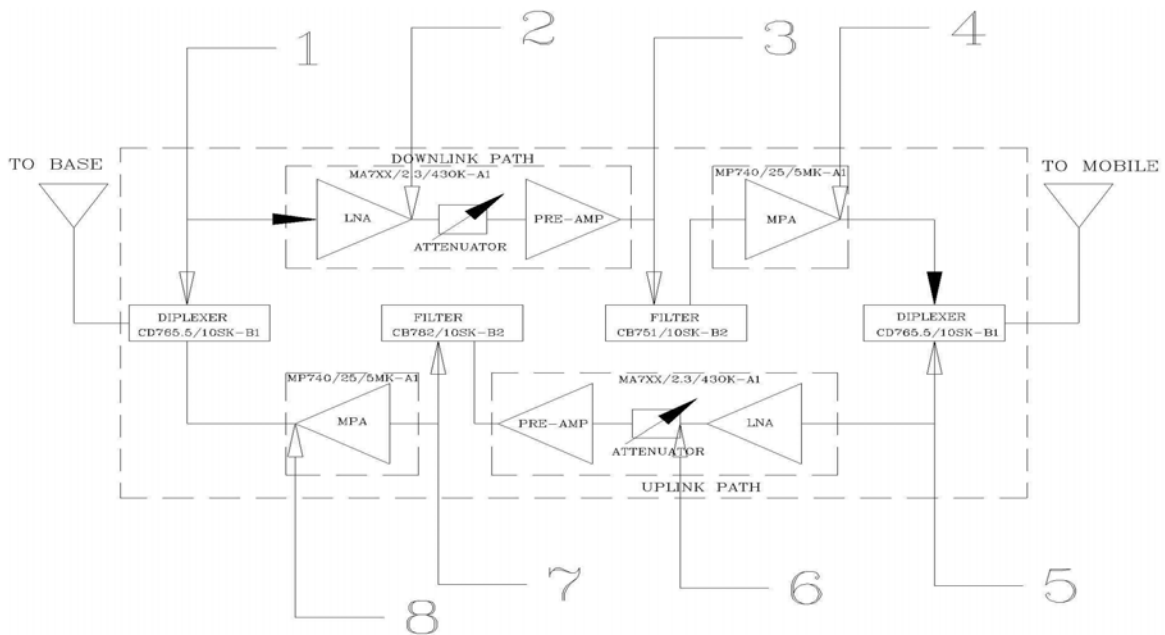 1
2
3
4
TO BASE
TO MOBILE
DOWNLINK PATH
MA7XX/2.3/430K-A1
MP740/25/5MK-A1
LNA
PRE-AMP
MPA
ATTENUATOR
DIPLEXER
CD765.5/10SK-B1
FILTER
CB782/10SK-B2
FILTER
CB751/10SK-B2
DIPLEXER
CD765.5/10SK-B1
MP740/25/5MK-A1
MA7XX/2.3/430K-A1
MPA
PRE-AMP
LNA
ATTENUATOR
UPLINK PATH
8
7
6
5